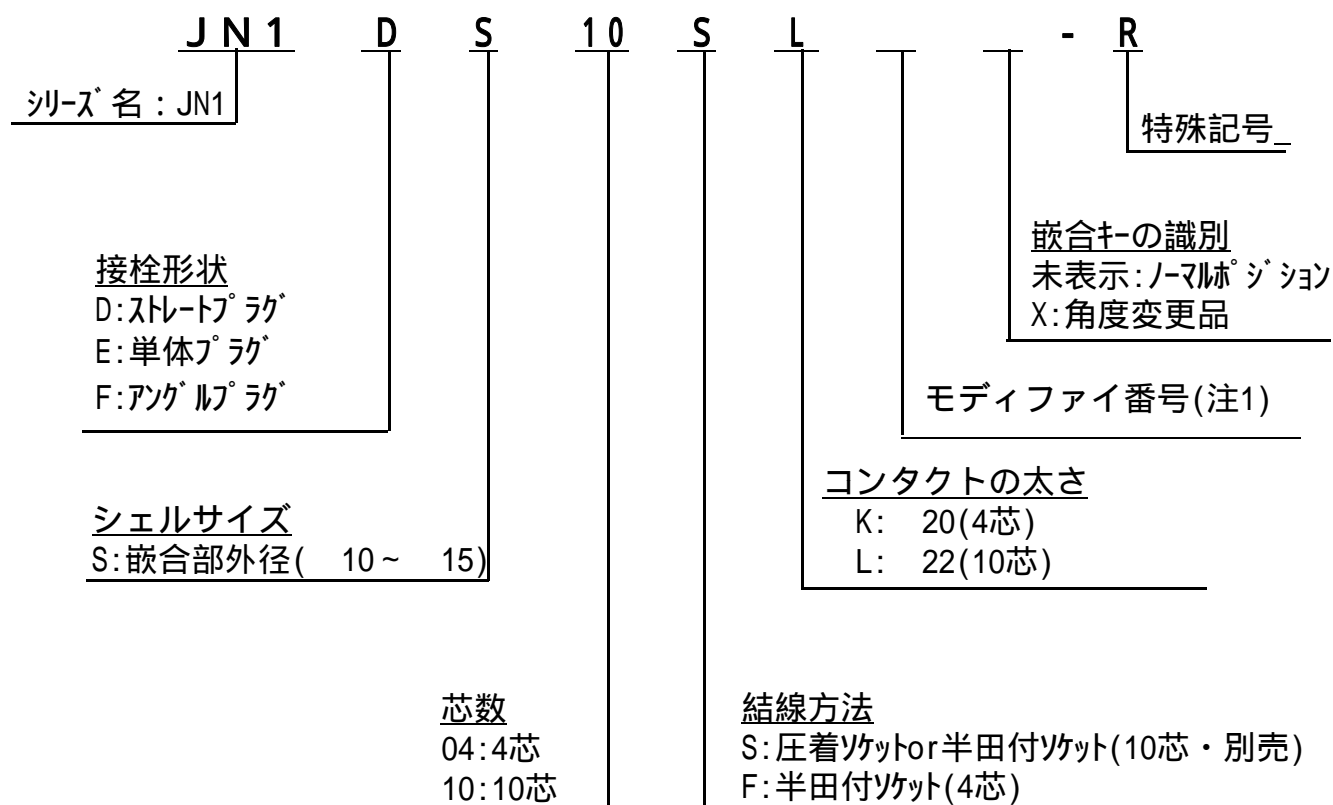 JN1 D S 10 S L - R
ｼﾘｰｽﾞ名：JN1
特殊記号_
嵌合ｷｰの識別
未表示:ﾉｰﾏﾙﾎﾟｼﾞｼｮﾝ
X:角度変更品
接栓形状
D:ｽﾄﾚｰﾄﾌﾟﾗｸﾞ
E:単体ﾌﾟﾗｸﾞ
F:ｱﾝｸﾞﾙﾌﾟﾗｸﾞ
モディファイ番号(注1)
コンタクトの太さ
K: 20(4芯)
L: 22(10芯)
シェルサイズ
S:嵌合部外径( 10～ 15)
芯数
04:4芯
10:10芯
結線方法
S:圧着ｿｹｯﾄor半田付ｿｹｯﾄ(10芯・別売)
F:半田付ｿｹｯﾄ(4芯)